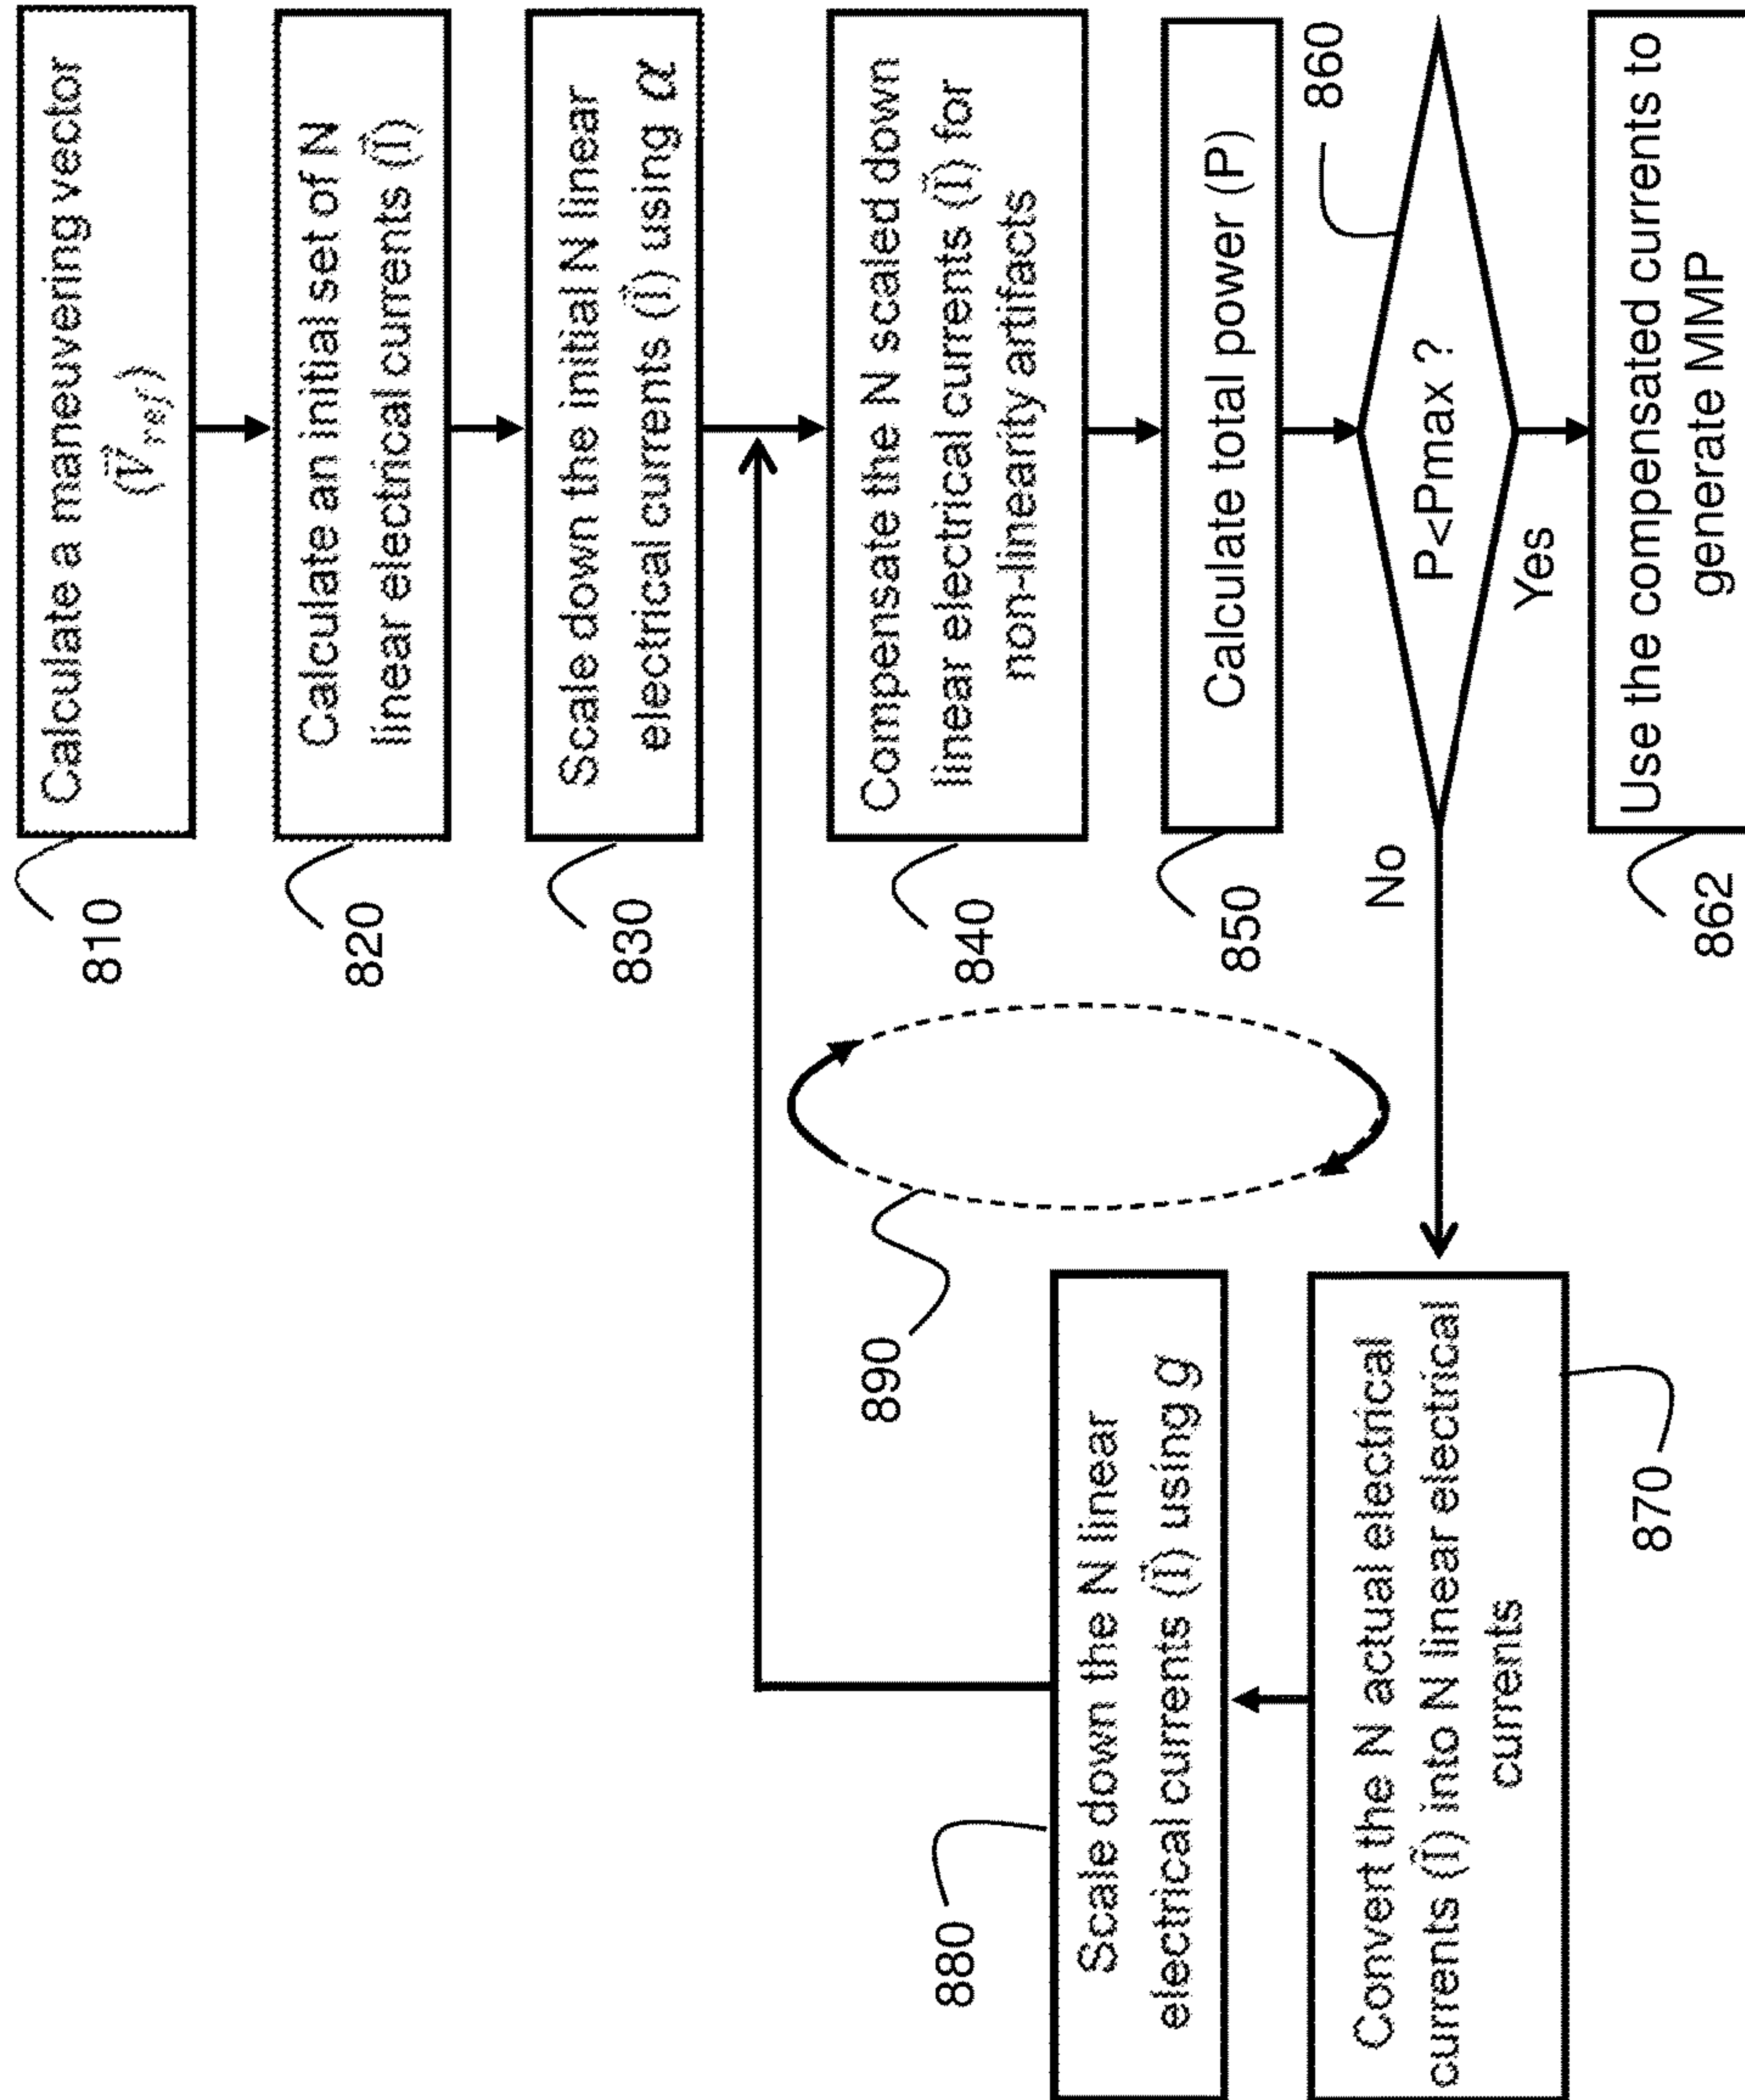 Calculate a maneuvering vector
(V⃗ref)
810
Calculate an initial set of N
linear electrical currents (Ï)
820
Scale down the initial N linear
electrical currents (Ï) using α
830
Compensate the N scaled down
linear electrical currents (Ï) for
non-linearity artifacts
840
Calculate total power (P)
850
860
P<Pmax ?
No
Yes
Use the compensated currents to
generate MMP
862
890
Scale down the N linear
electrical currents (Ï) using g
880
Convert the N actual electrical
currents (Ĩ) into N linear electrical
currents
870